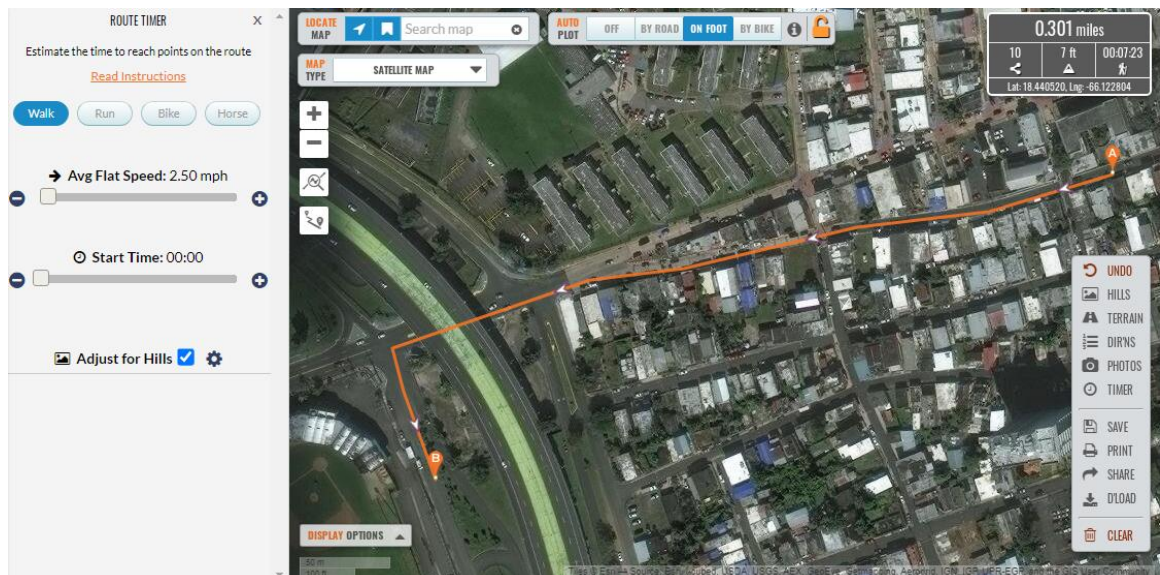 ROUTE TIMER X
Estimate the time to reach points on the route
Read Instructions
Walk Run Bike Horse
Avg Flat Speed: 2.50 mph
Start Time: 00:00
Adjust for Hills
LOCATE MAP
Search map
AUTO PLOT
OFF BY ROAD ON FOOT BY BIKE
MAP TYPE
SATELLITE MAP
0.301 miles
10 7 ft 00:07:23
Lat: 18.440520, Lng: -66.122804
A
B
UNDO
HILLS
TERRAIN
DIR'NS
PHOTOS
TIMER
SAVE
PRINT
SHARE
D'LOAD
CLEAR
DISPLAY OPTIONS
50 m
100 ft